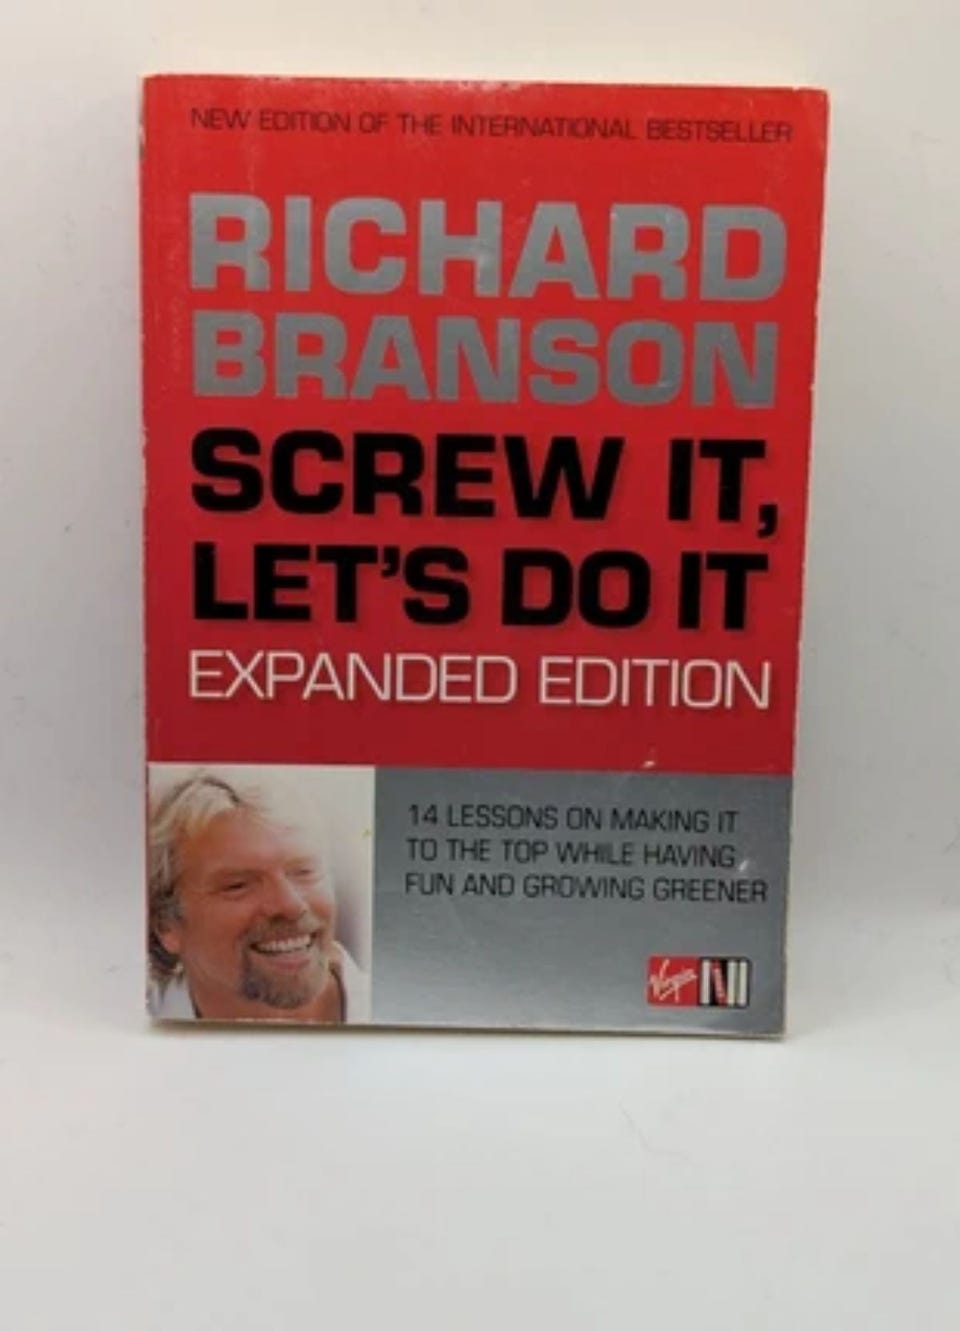 NEW EDITION OF THE INTERNATIONAL BESTSELLER
RICHARD
BRANSON
SCREW IT,
LET'S DO IT
EXPANDED EDITION
14 LESSONS ON MAKING IT
TO THE TOP WHILE HAVING
FUN AND GROWING GREENER
Virgin